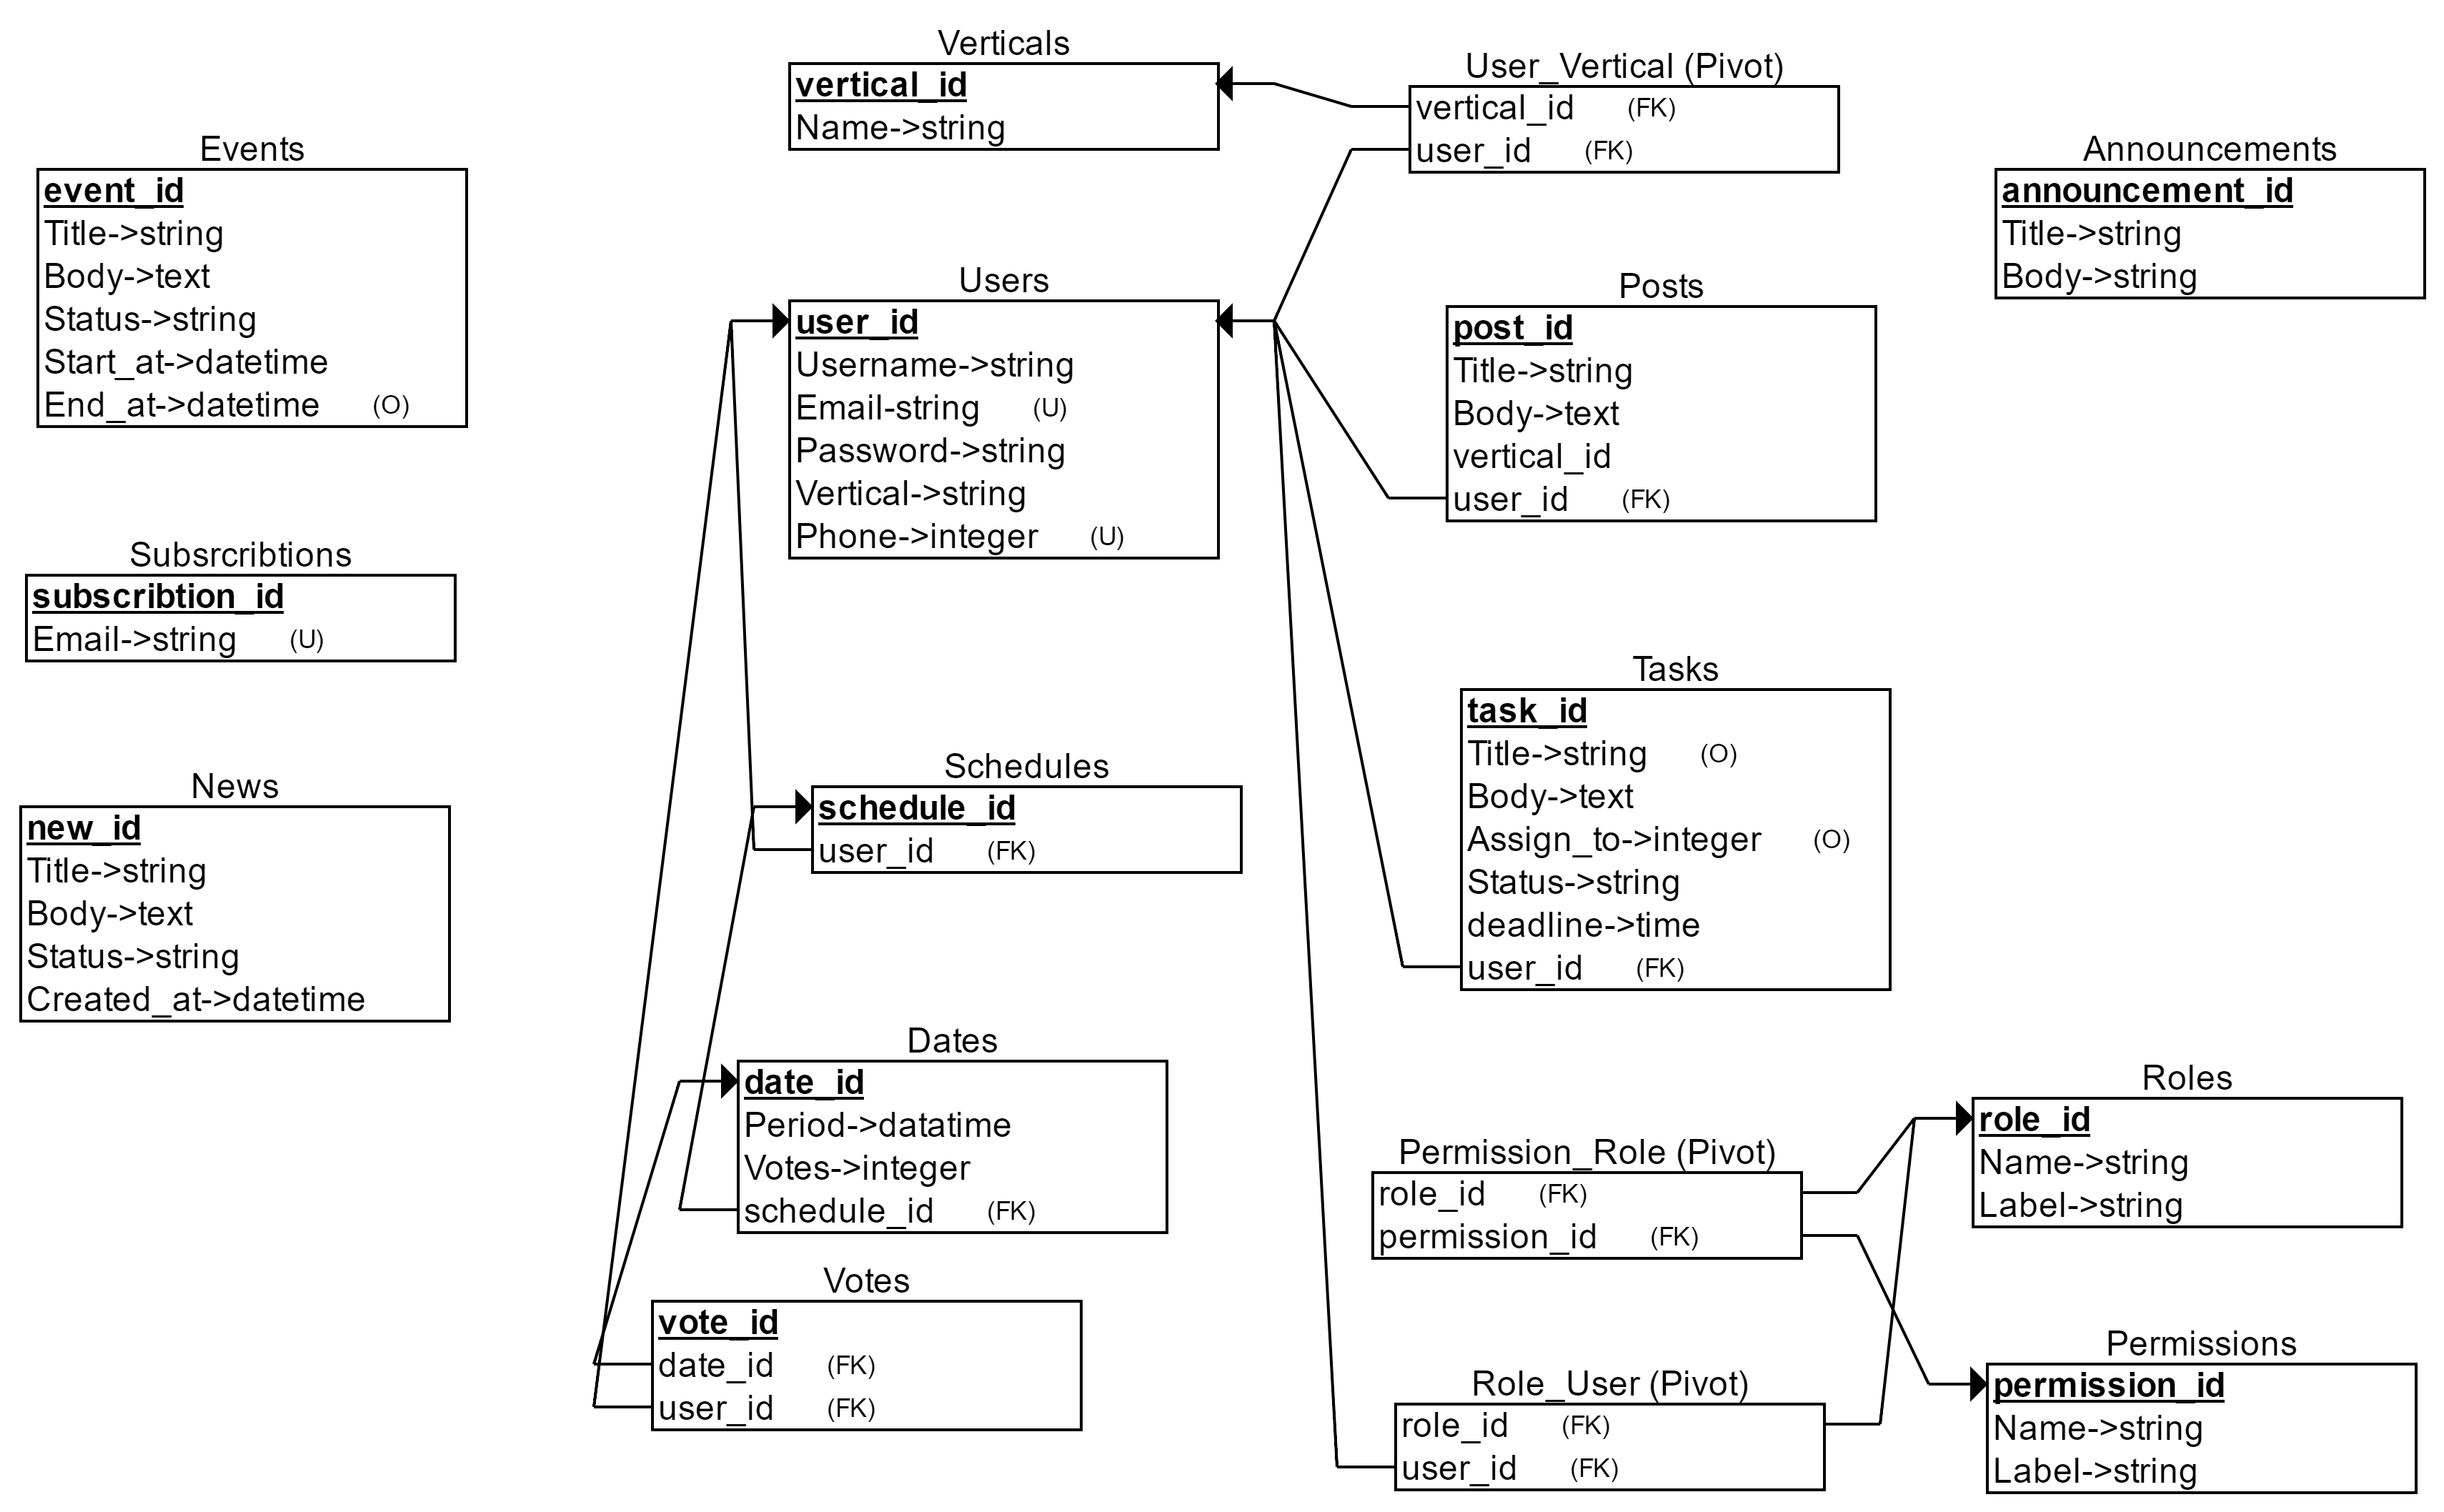 Verticals
vertical_id
Name->string
User_Vertical (Pivot)
vertical_id (FK)
user_id (FK)
Events
event_id
Title->string
Body->text
Status->string
Start_at->datetime
End_at->datetime (O)
Announcements
announcement_id
Title->string
Body->string
Users
user_id
Username->string
Email-string (U)
Password->string
Vertical->string
Phone->integer (U)
Posts
post_id
Title->string
Body->text
vertical_id
user_id (FK)
Subsrcribtions
subscribtion_id
Email->string (U)
Tasks
task_id
Title->string (O)
Body->text
Assign_to->integer (O)
Status->string
deadline->time
user_id (FK)
Schedules
schedule_id
user_id (FK)
News
new_id
Title->string
Body->text
Status->string
Created_at->datetime
Dates
date_id
Period->datatime
Votes->integer
schedule_id (FK)
Roles
role_id
Name->string
Label->string
Permission_Role (Pivot)
role_id (FK)
permission_id (FK)
Votes
vote_id
date_id (FK)
user_id (FK)
Permissions
permission_id
Name->string
Label->string
Role_User (Pivot)
role_id (FK)
user_id (FK)